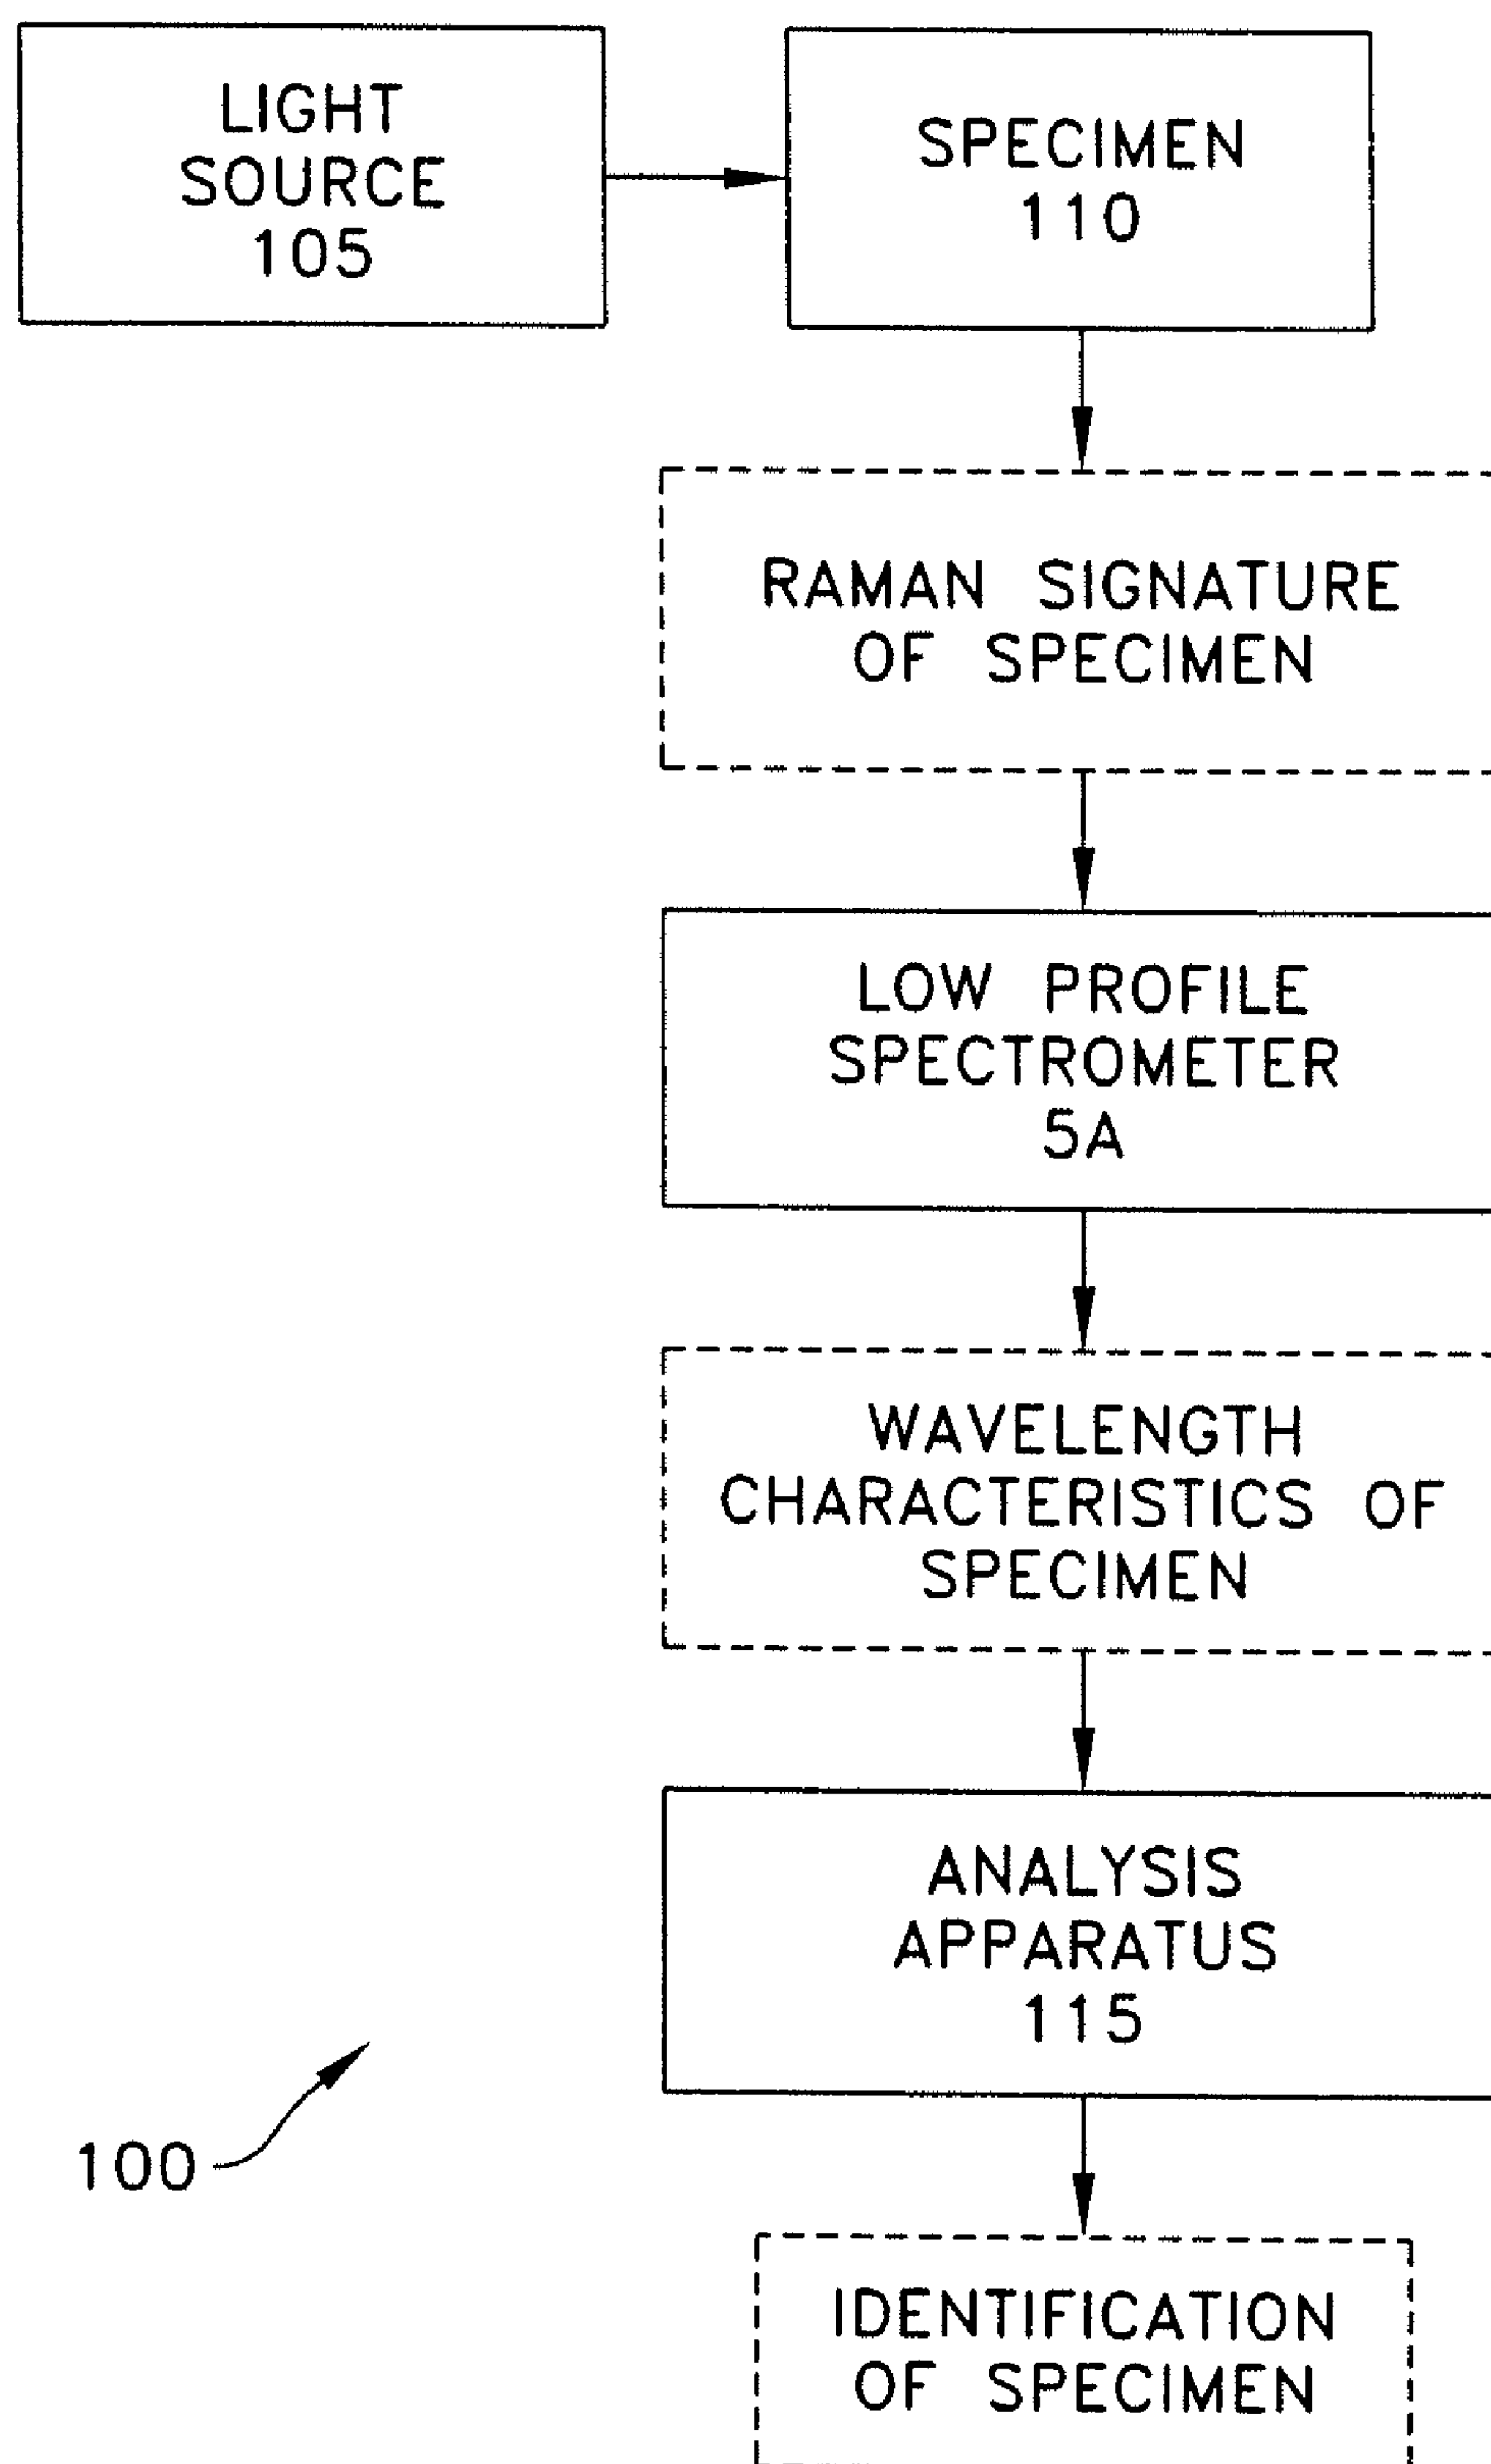 LIGHT
SOURCE
105
SPECIMEN
110
RAMAN SIGNATURE
OF SPECIMEN
LOW PROFILE
SPECTROMETER
5A
WAVELENGTH
CHARACTERISTICS OF
SPECIMEN
ANALYSIS
APPARATUS
115
100
IDENTIFICATION
OF SPECIMEN